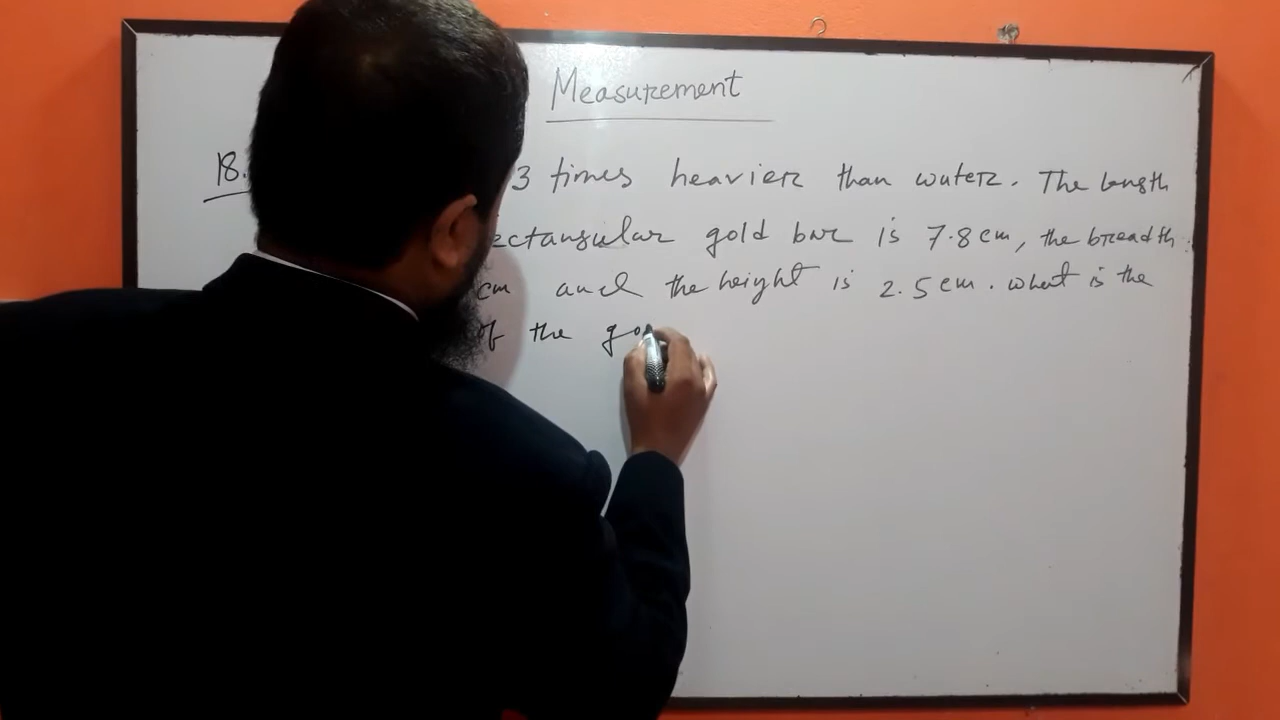 Measurement
18. 3 times heavier than water. The length
ectangular gold bar is 7.8 cm, the breadth
cm and the height is 2.5 cm. what is the
of the go